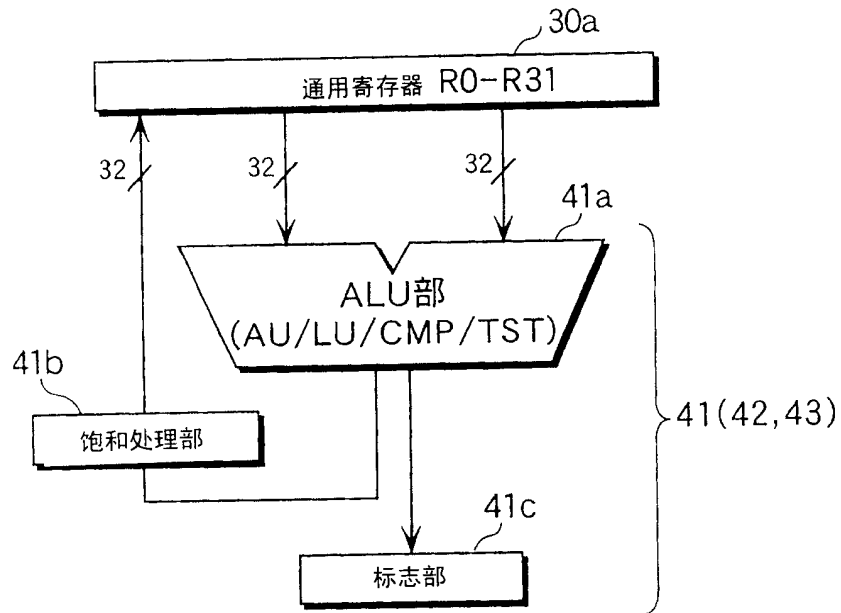 30a
通用寄存器 R0-R31
32
32
32
41a
ALU部
(AU/LU/CMP/TST)
41b
饱和处理部
41(42,43)
41c
标志部